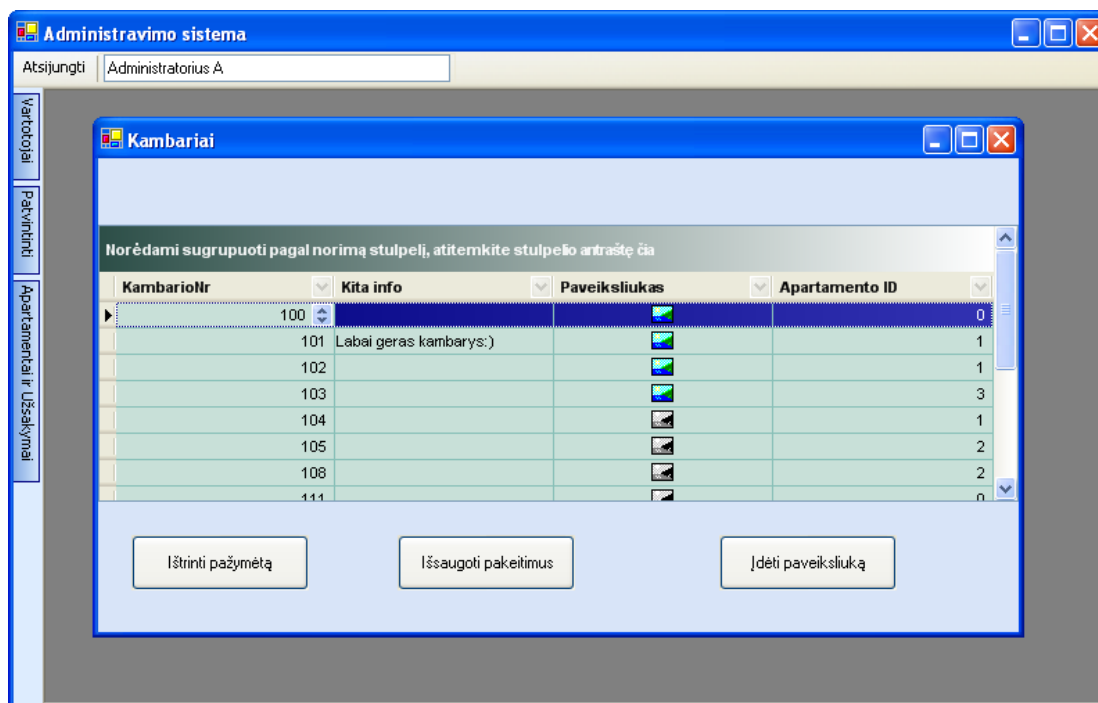 Administravimo sistema
Atsijungti Administratorius A
Vartotojai
Patvirtinti
Apartamentai ir Užsakymai
Kambariai
Norėdami sugrupuoti pagal norimą stulpelį, atitemkite stulpelio antraštę čia
KambarioNr Kita info Paveiksliukas Apartamento ID
100 0
101 Labai geras kambarys:) 1
102 1
103 3
104 1
105 2
108 2
111 0
Ištrinti pažymėtą Išsaugoti pakeitimus Įdėti paveiksliuką